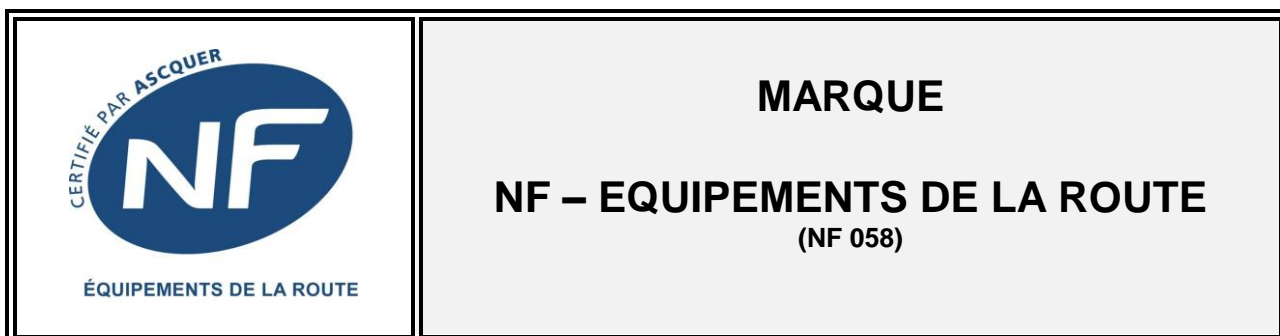 CERTIFIÉ PAR ASCQUER
NF
ÉQUIPEMENTS DE LA ROUTE
MARQUE
NF – EQUIPEMENTS DE LA ROUTE
(NF 058)